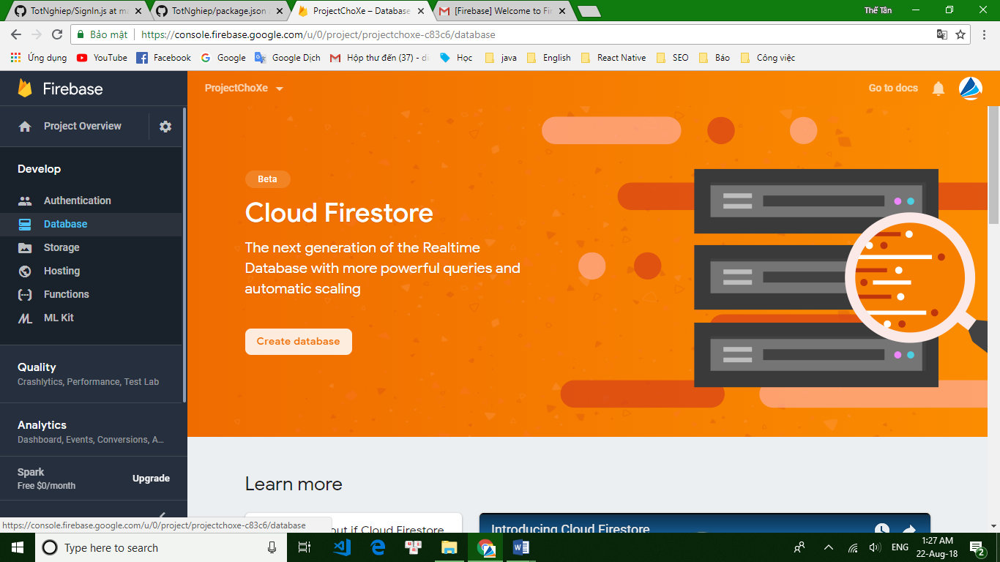 TotNghiep/SignIn.js at ma
TotNghiep/package.json
ProjectChoXe – Database
[Firebase] Welcome to Fir
Thế Tân
Bảo mật
https://console.firebase.google.com/u/0/project/projectchoxe-c83c6/database
Ứng dụng
YouTube
Facebook
Google
Google Dịch
Hộp thư đến (37) - di
Học
java
English
React Native
SEO
Báo
Công việc
Firebase
ProjectChoXe
Go to docs
Project Overview
Develop
Authentication
Database
Storage
Hosting
Functions
ML Kit
Quality
Crashlytics, Performance, Test Lab
Analytics
Dashboard, Events, Conversions, A...
Spark
Free $0/month
Upgrade
Beta
Cloud Firestore
The next generation of the Realtime
Database with more powerful queries and
automatic scaling
Create database
Learn more
out if Cloud Firestore
Introducing Cloud Firestore
https://console.firebase.google.com/u/0/project/projectchoxe-c83c6/database
Type here to search
ENG
1:27 AM
22-Aug-18
2